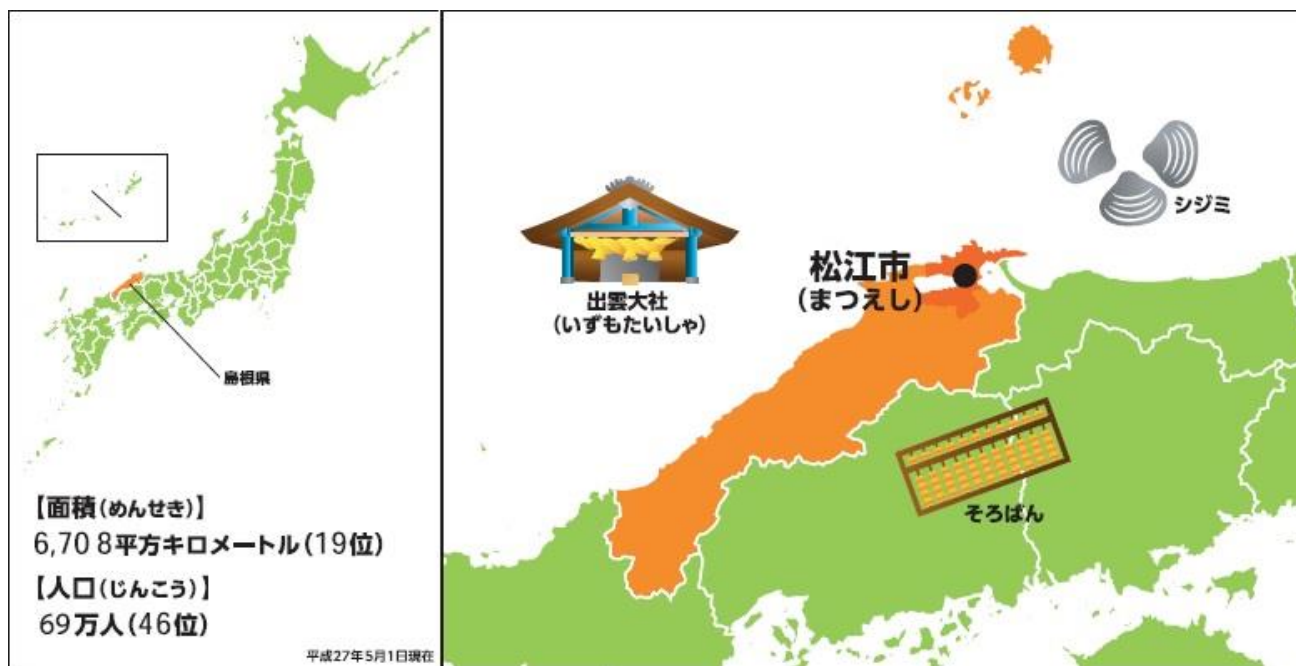 島根県
【面積(めんせき)】
6,70 8平方キロメートル(19位)
【人口(じんこう)】
69万人(46位)
平成27年5月1日現在
シジミ
出雲大社
(いずもたいしゃ)
松江市
(まつえし)
そろばん